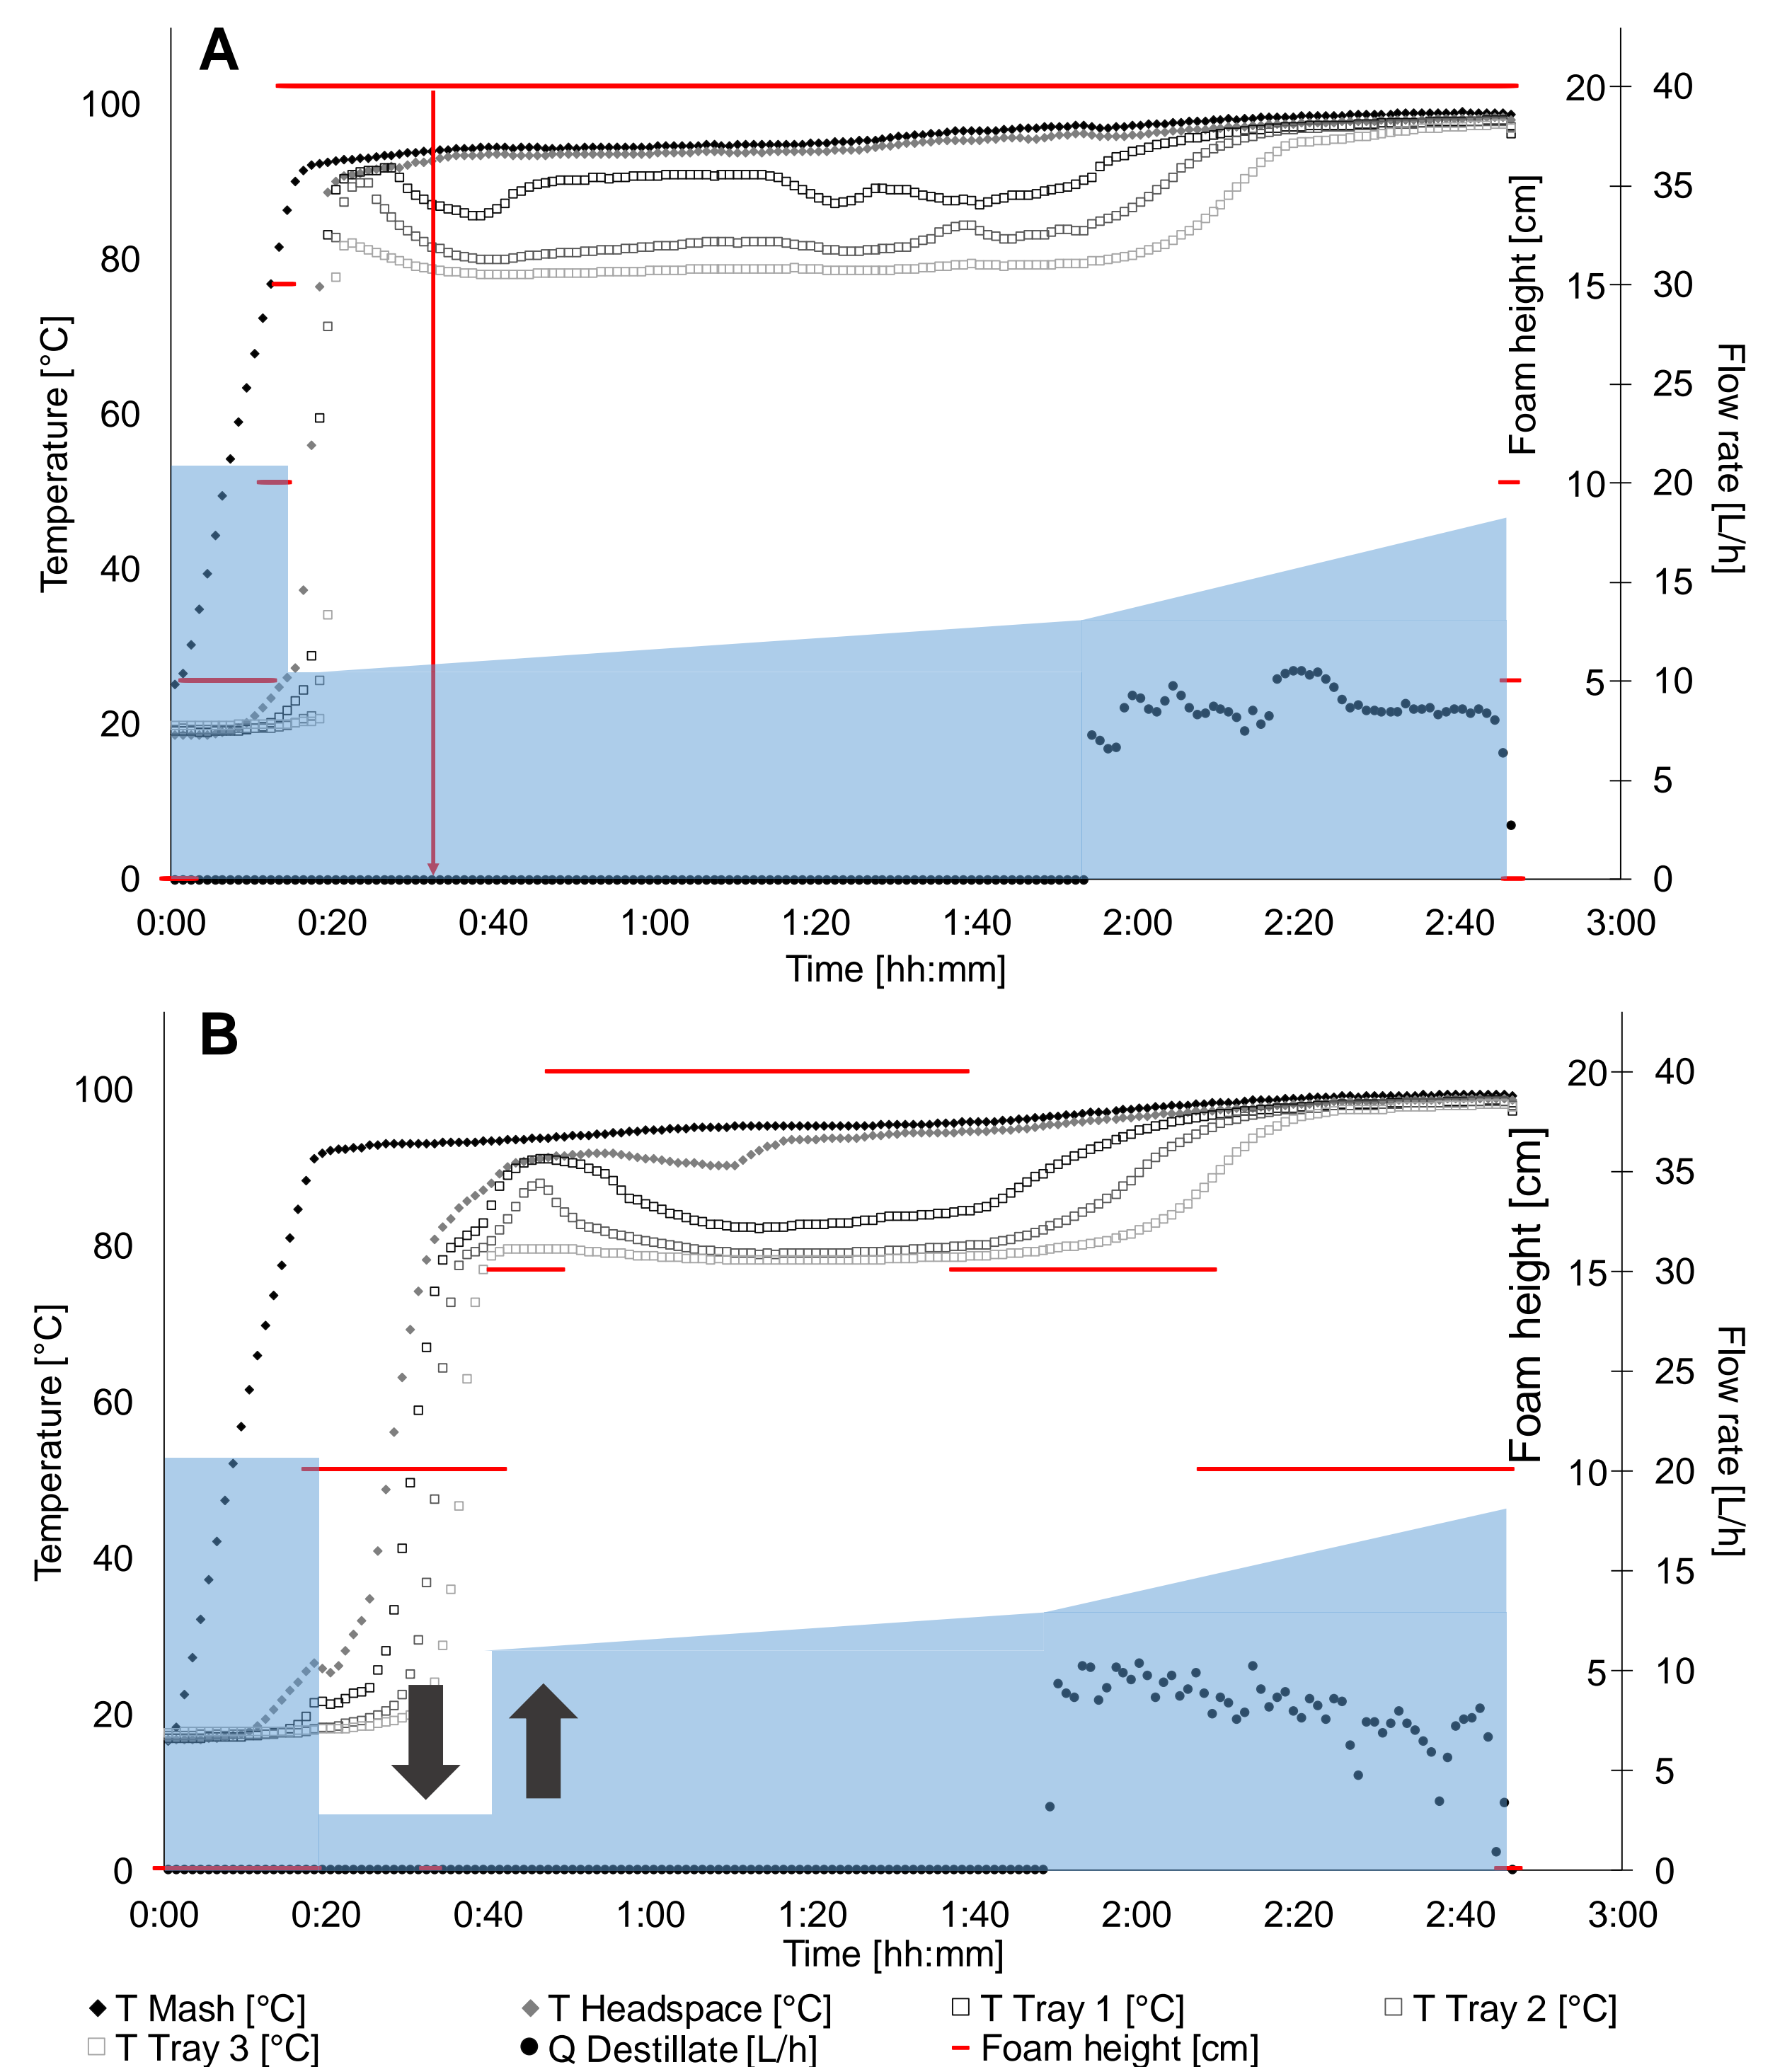 A
100
80
60
40
20
0
Temperature [°C]
20
15
10
5
Foam height [cm]
40
35
30
25
20
15
10
5
0
Flow rate [L/h]
0:00 0:20 0:40 1:00 1:20 1:40 2:00 2:20 2:40 3:00
Time [hh:mm]
B
100
80
60
40
20
0
Temperature [°C]
20
15
10
5
Foam height [cm]
40
35
30
25
20
15
10
5
0
Flow rate [L/h]
0:00 0:20 0:40 1:00 1:20 1:40 2:00 2:20 2:40 3:00
Time [hh:mm]
T Mash [°C] T Headspace [°C] T Tray 1 [°C] T Tray 2 [°C]
T Tray 3 [°C] Q Destillate [L/h] Foam height [cm]